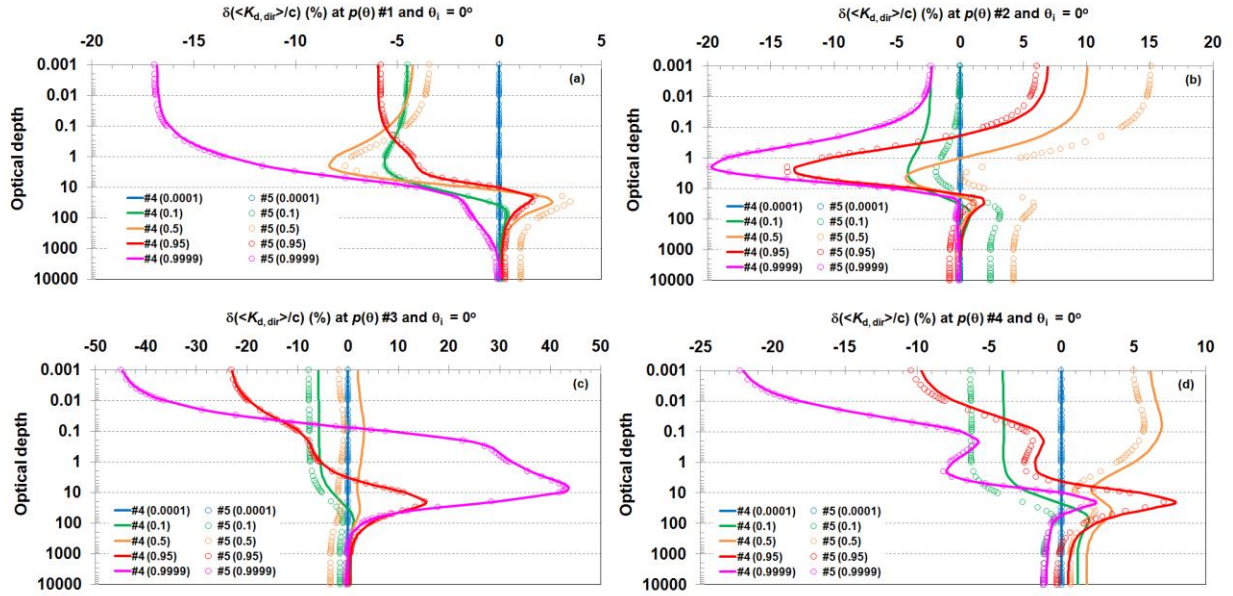 δ(<K_d,dir>/c) (%) at p(θ) #1 and θ_i = 0°
-20 -15 -10 -5 0 5
Optical depth
0.001
0.01
0.1
1
10
100
1000
10000
(a)
#4 (0.0001) #5 (0.0001)
#4 (0.1) #5 (0.1)
#4 (0.5) #5 (0.5)
#4 (0.95) #5 (0.95)
#4 (0.9999) #5 (0.9999)
δ(<K_d,dir>/c) (%) at p(θ) #2 and θ_i = 0°
-20 -15 -10 -5 0 5 10 15 20
Optical depth
0.001
0.01
0.1
1
10
100
1000
10000
(b)
#4 (0.0001) #5 (0.0001)
#4 (0.1) #5 (0.1)
#4 (0.5) #5 (0.5)
#4 (0.95) #5 (0.95)
#4 (0.9999) #5 (0.9999)
δ(<K_d,dir>/c) (%) at p(θ) #3 and θ_i = 0°
-50 -40 -30 -20 -10 0 10 20 30 40 50
Optical depth
0.001
0.01
0.1
1
10
100
1000
10000
(c)
#4 (0.0001) #5 (0.0001)
#4 (0.1) #5 (0.1)
#4 (0.5) #5 (0.5)
#4 (0.95) #5 (0.95)
#4 (0.9999) #5 (0.9999)
δ(<K_d,dir>/c) (%) at p(θ) #4 and θ_i = 0°
-25 -20 -15 -10 -5 0 5 10
Optical depth
0.001
0.01
0.1
1
10
100
1000
10000
(d)
#4 (0.0001) #5 (0.0001)
#4 (0.1) #5 (0.1)
#4 (0.5) #5 (0.5)
#4 (0.95) #5 (0.95)
#4 (0.9999) #5 (0.9999)